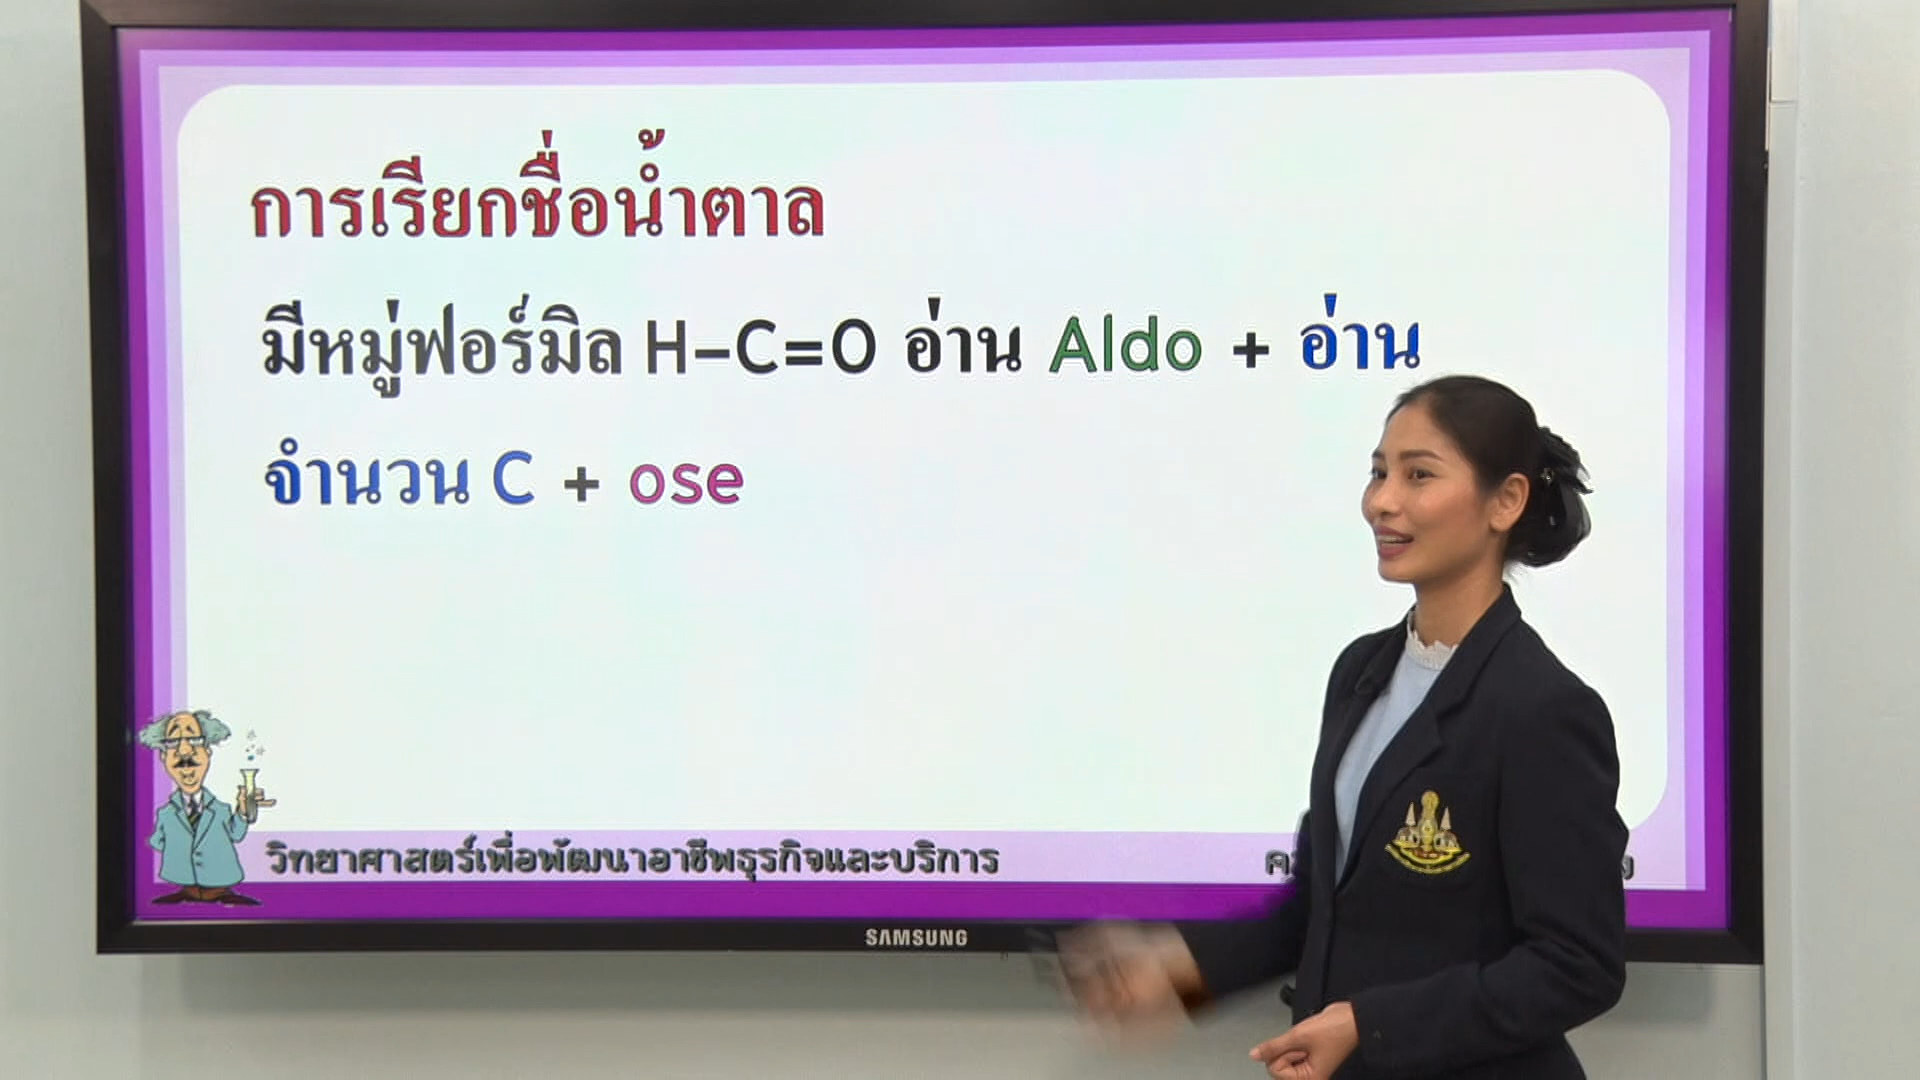 การเรียกชื่อน้ำตาล
มีหมู่ฟอร์มิล H-C=O อ่าน Aldo + อ่าน
จำนวน C + ose
วิทยาศาสตร์เพื่อพัฒนาอาชีพธุรกิจและบริการ
SAMSUNG